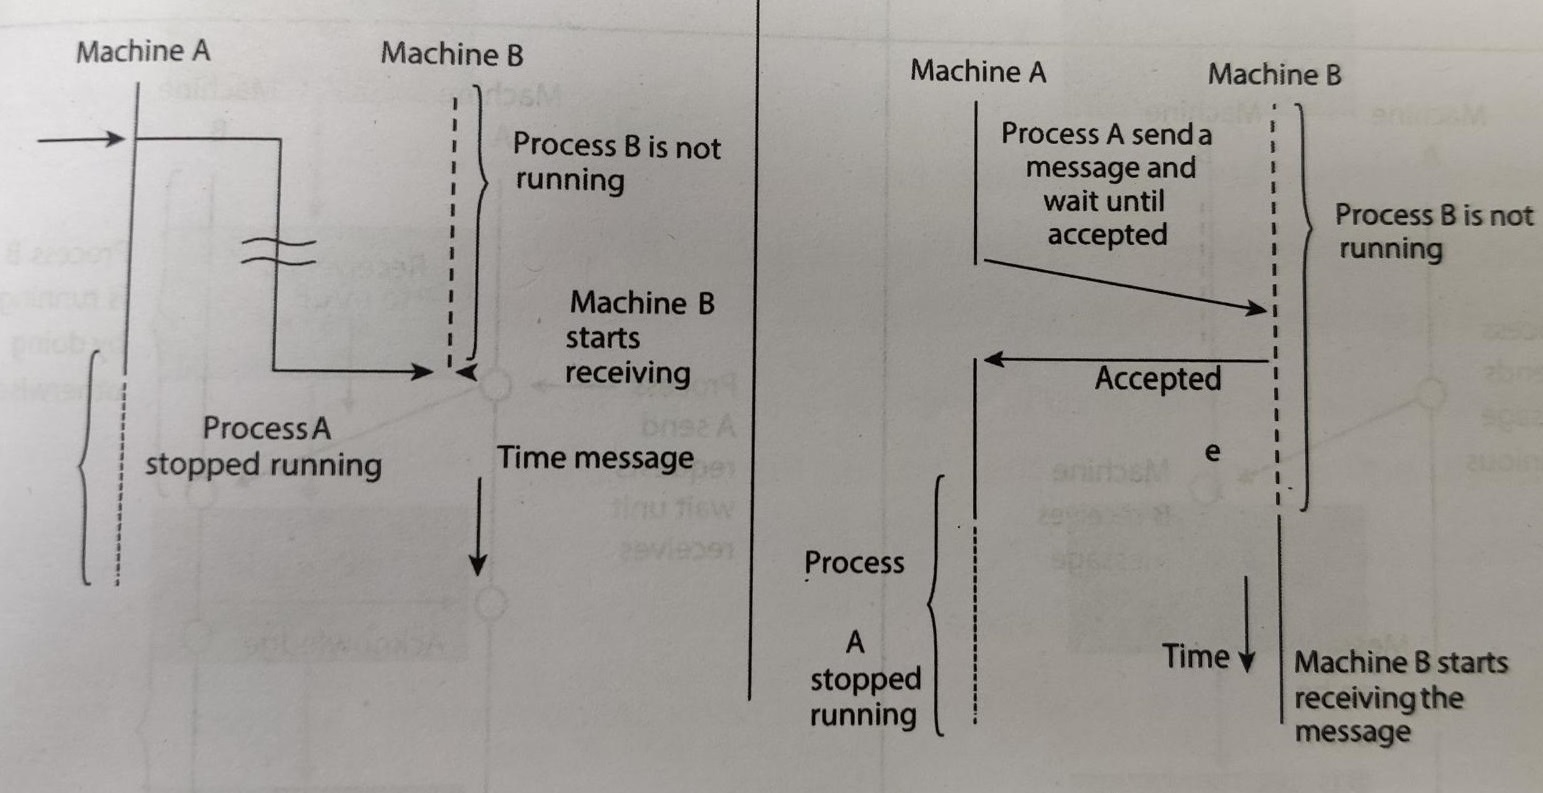 Machine A
Machine B
Process B is not
running
Machine B
starts
receiving
Process A
stopped running
Time message
Machine A
Machine B
Process A send a
message and
wait until
accepted
Process B is not
running
Accepted
e
Process
A
stopped
running
Time
Machine B starts
receiving the
message